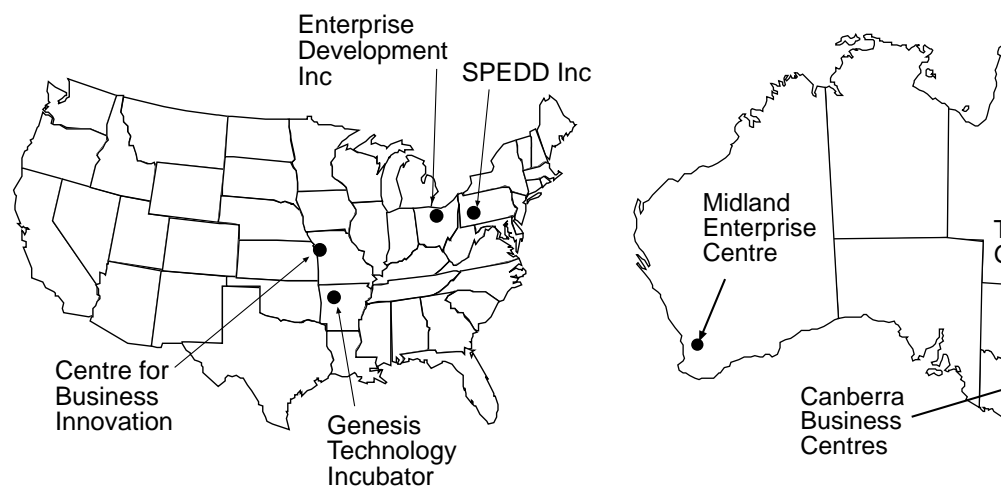 Enterprise
Development
Inc
SPEDD Inc
Centre for
Business
Innovation
Genesis
Technology
Incubator
Midland
Enterprise
Centre
Canberra
Business
Centres